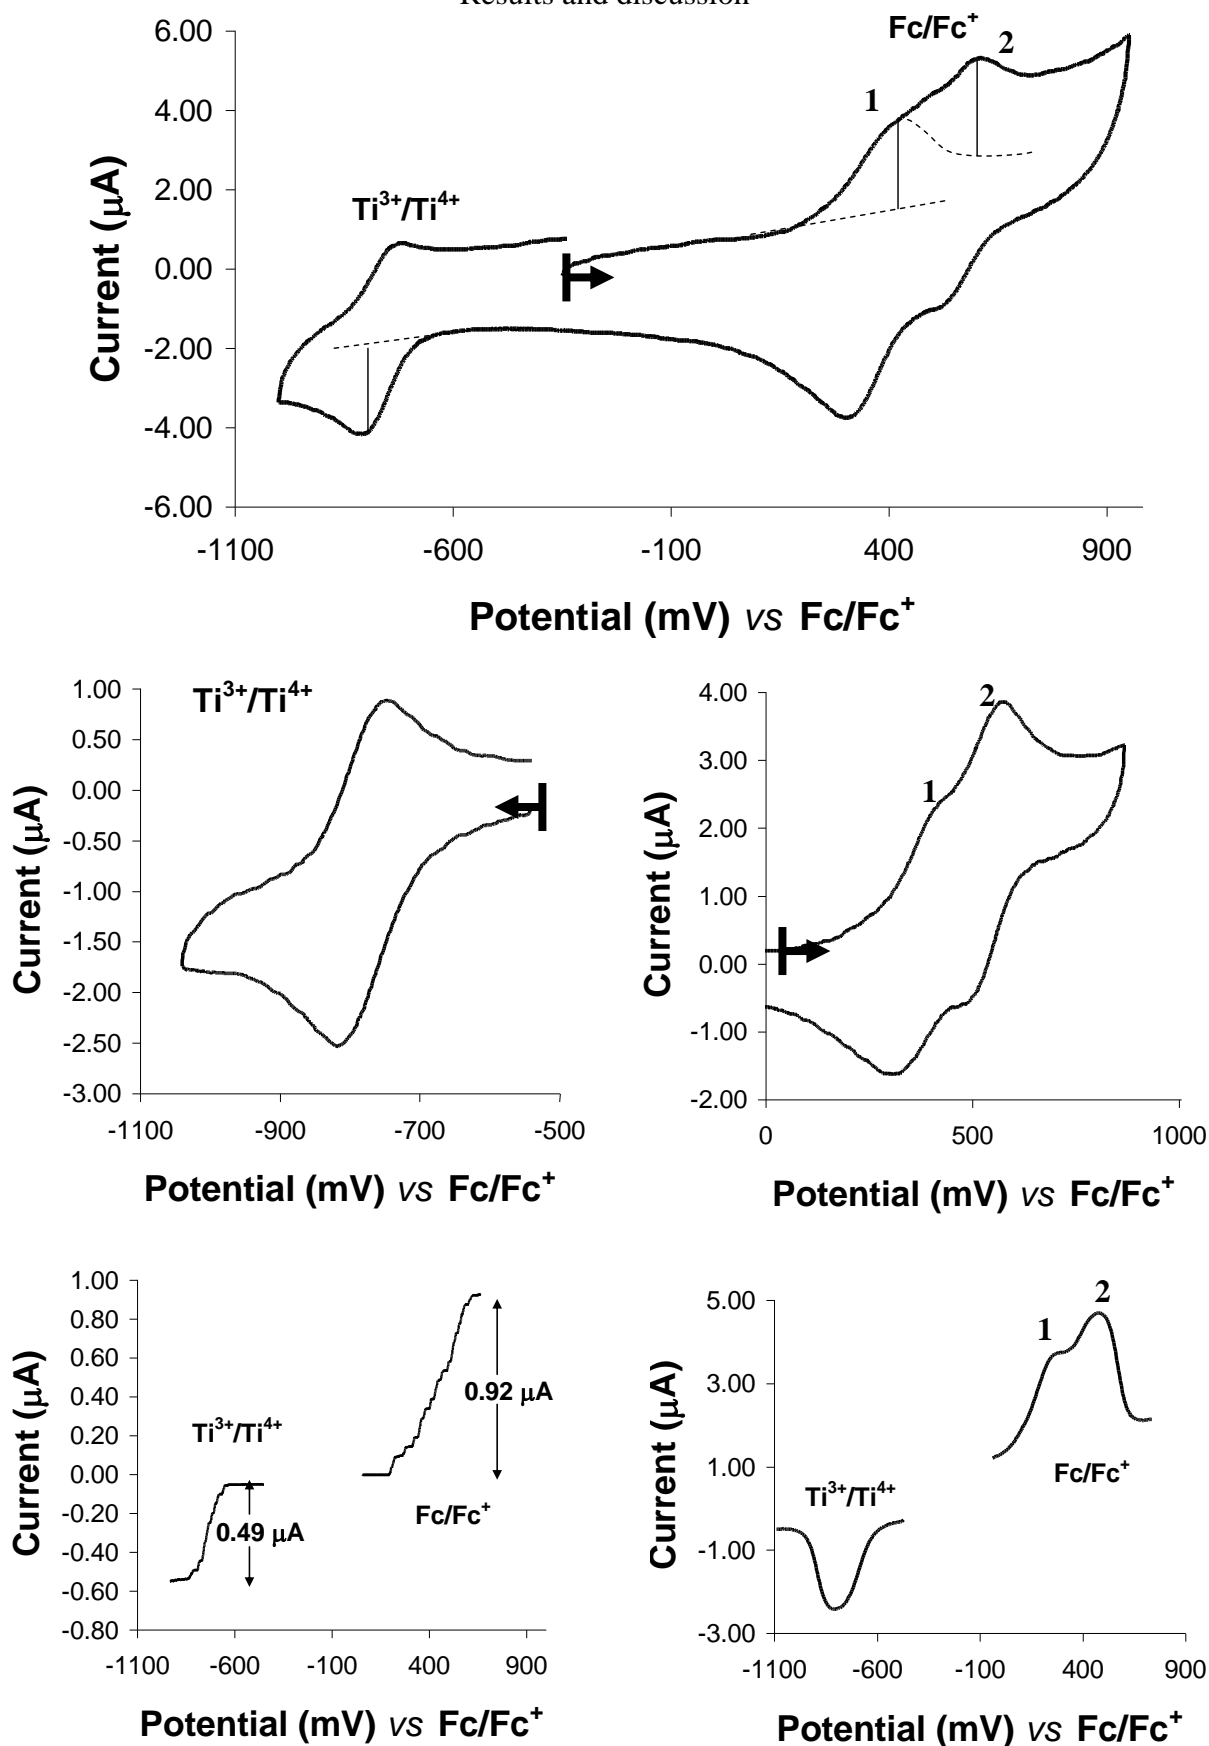 Results and discussion
Fc/Fc⁺
2
1
Ti³⁺/Ti⁴⁺
6.00
4.00
2.00
0.00
-2.00
-4.00
-6.00
Current (μA)
-1100 -600 -100 400 900
Potential (mV) vs Fc/Fc⁺
Ti³⁺/Ti⁴⁺
1.00
0.50
0.00
-0.50
-1.00
-1.50
-2.00
-2.50
-3.00
Current (μA)
-1100 -900 -700 -500
Potential (mV) vs Fc/Fc⁺
2
1
4.00
3.00
2.00
1.00
0.00
-1.00
-2.00
Current (μA)
0 500 1000
Potential (mV) vs Fc/Fc⁺
1.00
0.80
0.60
0.40
0.20
0.00
-0.20
-0.40
-0.60
-0.80
Current (μA)
0.92 μA
Ti³⁺/Ti⁴⁺
Fc/Fc⁺
0.49 μA
-1100 -600 -100 400 900
Potential (mV) vs Fc/Fc⁺
2
1
5.00
3.00
1.00
-1.00
-3.00
Current (μA)
Fc/Fc⁺
Ti³⁺/Ti⁴⁺
-1100 -600 -100 400 900
Potential (mV) vs Fc/Fc⁺